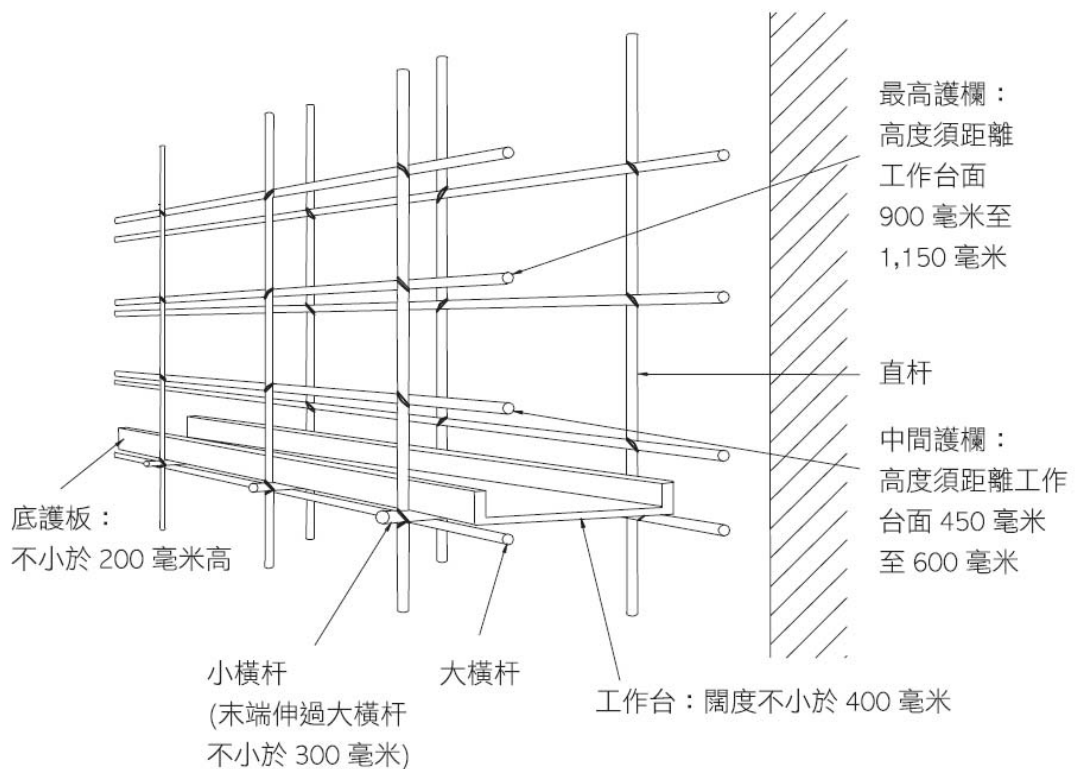 最高護欄：
高度須距離
工作台面
900 毫米至
1,150 毫米
直杆
中間護欄：
高度須距離工作
台面 450 毫米
至 600 毫米
底護板：
不小於 200 毫米高
小橫杆
(末端伸過大橫杆
不小於 300 毫米)
大橫杆
工作台：闊度不小於 400 毫米